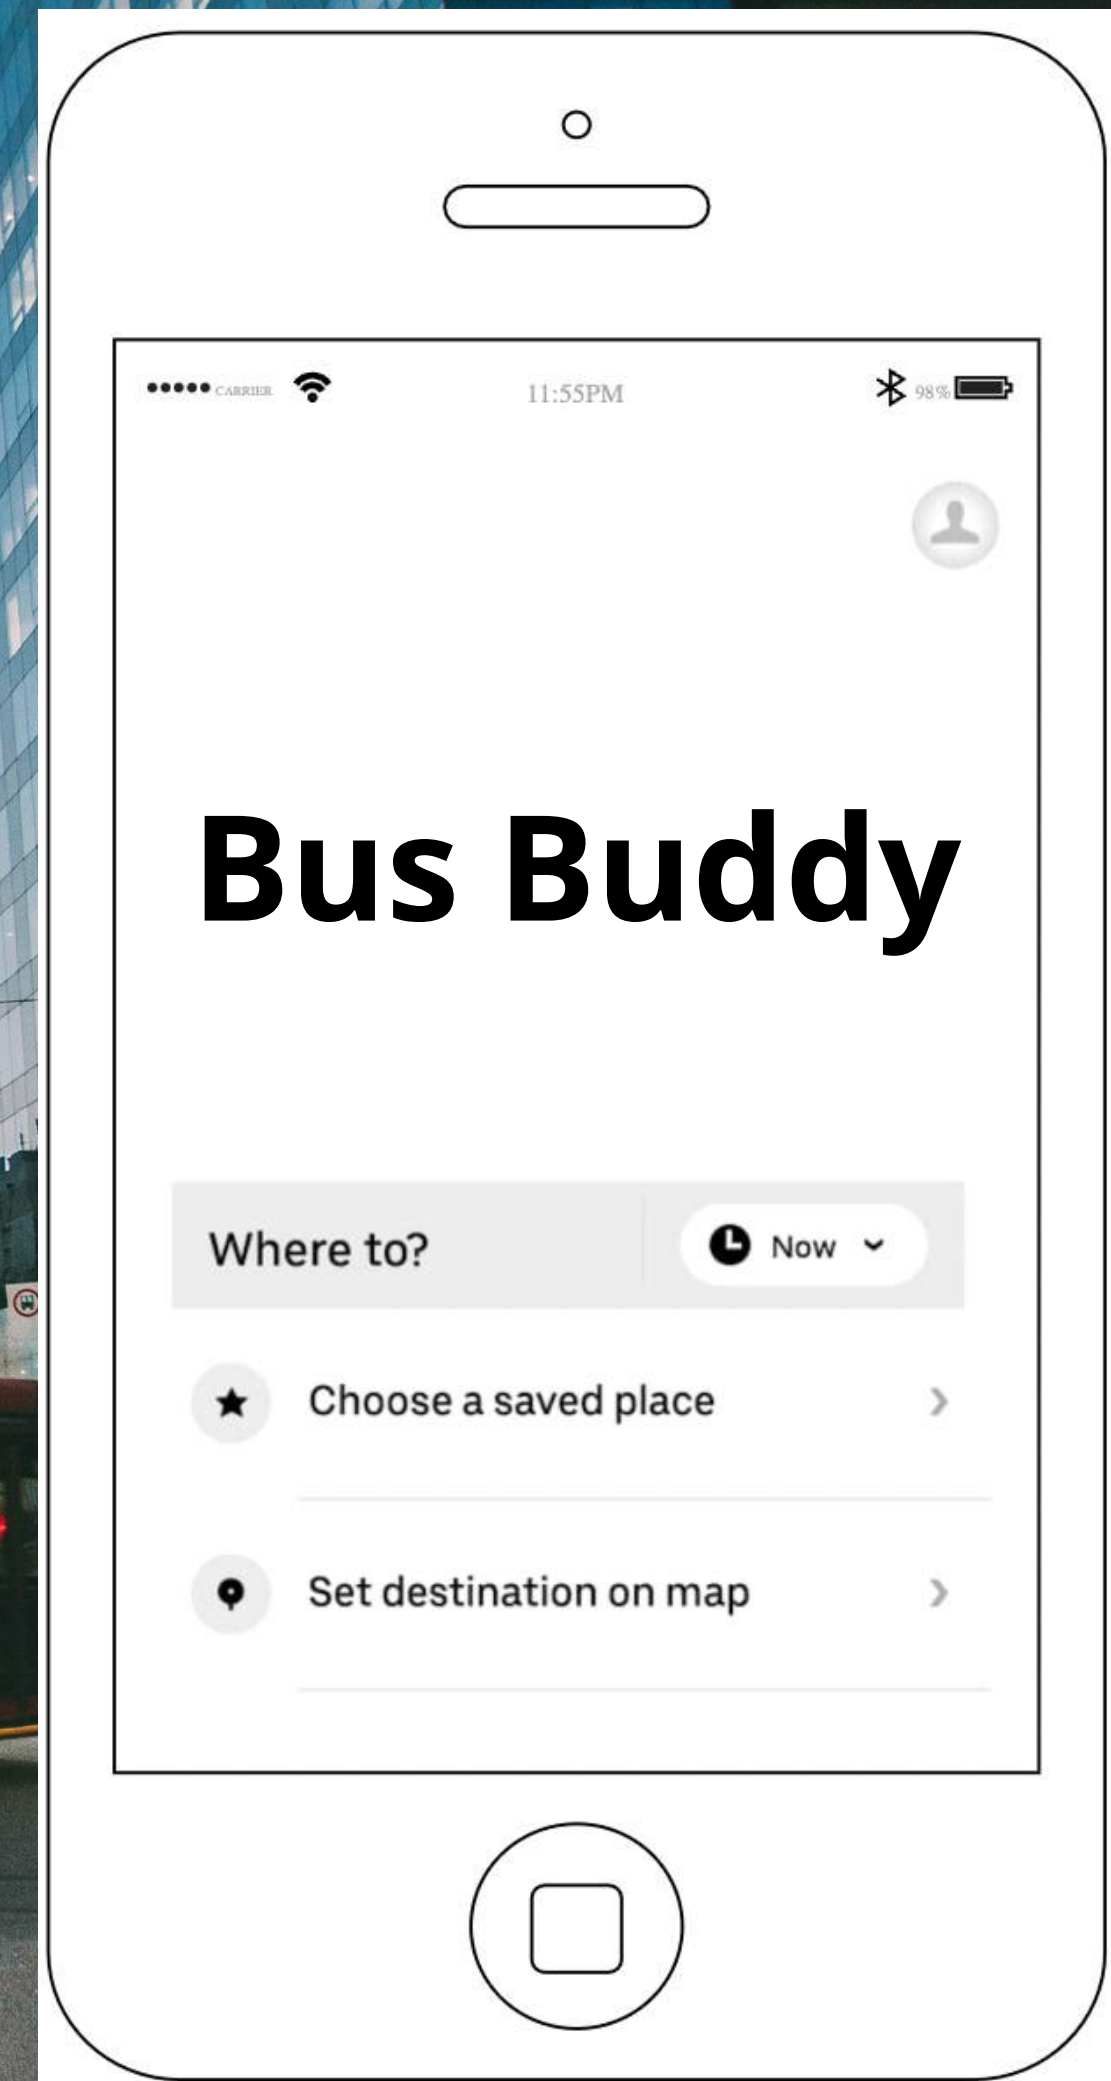 CARRIER 11:55PM 98%
Bus Buddy
Where to? Now
Choose a saved place
Set destination on map